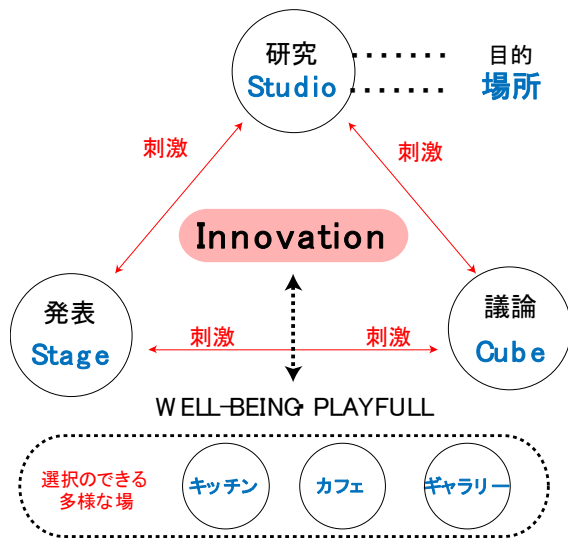 研究
Studio
目的
場所
刺激
刺激
Innovation
発表
Stage
議論
Cube
刺激
刺激
WELL-BEING・PLAYFULL
選択のできる
多様な場
キッチン
カフェ
ギャラリー